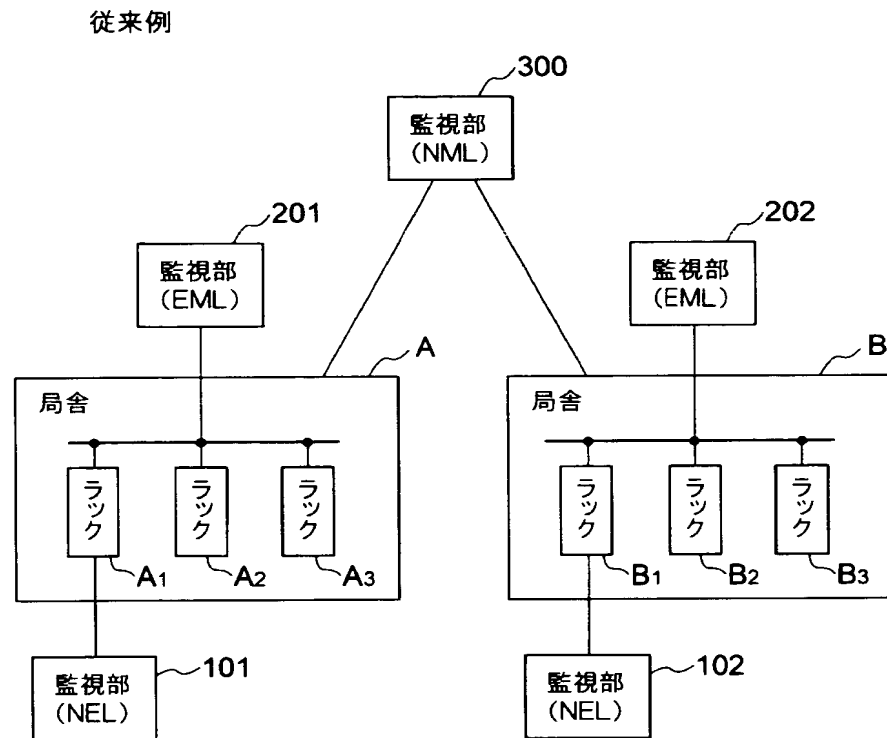 従来例
300
監視部
(NML)
201
監視部
(EML)
202
監視部
(EML)
A
局舎
ラック
ラック
ラック
A1
A2
A3
B
局舎
ラック
ラック
ラック
B1
B2
B3
101
監視部
(NEL)
102
監視部
(NEL)